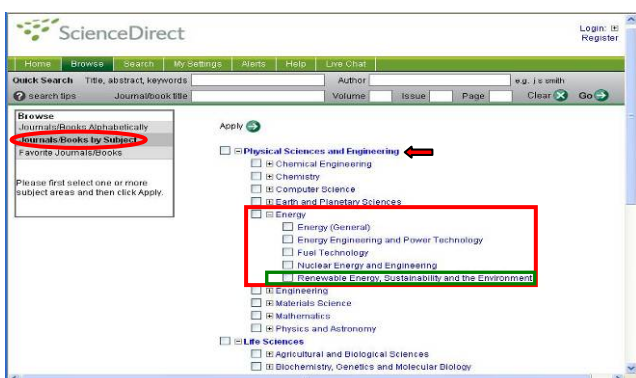 ScienceDirect
Login:
Register
Home Browse Search My Settings Alerts Help Live Chat
Quick Search Title, abstract, keywords Author e.g. j s smith
search tips Journal/book title Volume Issue Page Clear Go
Browse
Journals/Books Alphabetically
Journals/Books by Subject
Favorite Journals/Books
Please first select one or more
subject areas and then click Apply.
Apply
Physical Sciences and Engineering
Chemical Engineering
Chemistry
Computer Science
Earth and Planetary Sciences
Energy
Energy (General)
Energy Engineering and Power Technology
Fuel Technology
Nuclear Energy and Engineering
Renewable Energy, Sustainability and the Environment
Engineering
Materials Science
Mathematics
Physics and Astronomy
Life Sciences
Agricultural and Biological Sciences
Biochemistry, Genetics and Molecular Biology